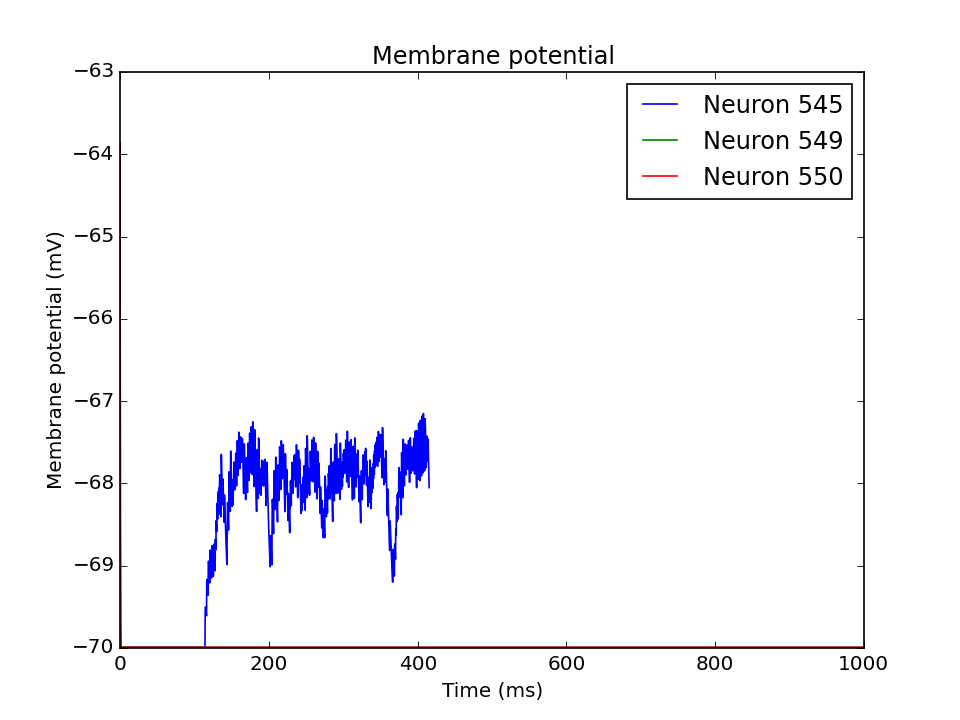 Membrane potential
Neuron 545
Neuron 549
Neuron 550
−63
−64
−65
−66
−67
−68
−69
−70
Membrane potential (mV)
0 200 400 600 800 1000
Time (ms)